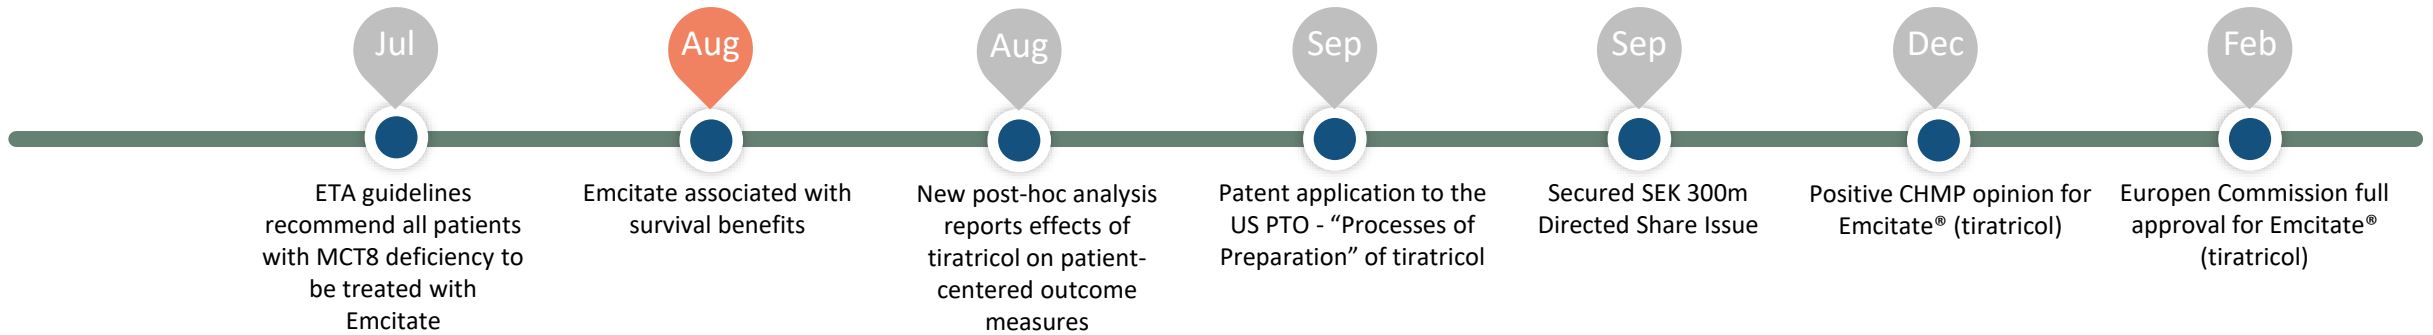 Jul
ETA guidelines
recommend all patients
with MCT8 deficiency to
be treated with
Emcitate
Aug
Emcitate associated with
survival benefits
Aug
New post-hoc analysis
reports effects of
tiratricol on patient-
centered outcome
measures
Sep
Patent application to the
US PTO - “Processes of
Preparation” of tiratricol
Sep
Secured SEK 300m
Directed Share Issue
Dec
Positive CHMP opinion for
Emcitate® (tiratricol)
Feb
Europen Commission full
approval for Emcitate®
(tiratricol)